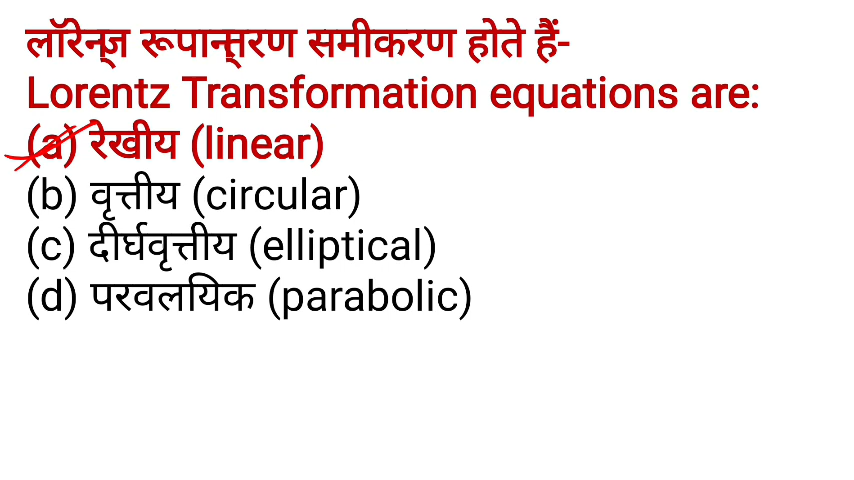 लॉरेन्ज़ रूपान्तरण समीकरण होते हैं-
Lorentz Transformation equations are:
(a) रेखीय (linear)
(b) वृत्तीय (circular)
(c) दीर्घवृत्तीय (elliptical)
(d) परवलयिक (parabolic)